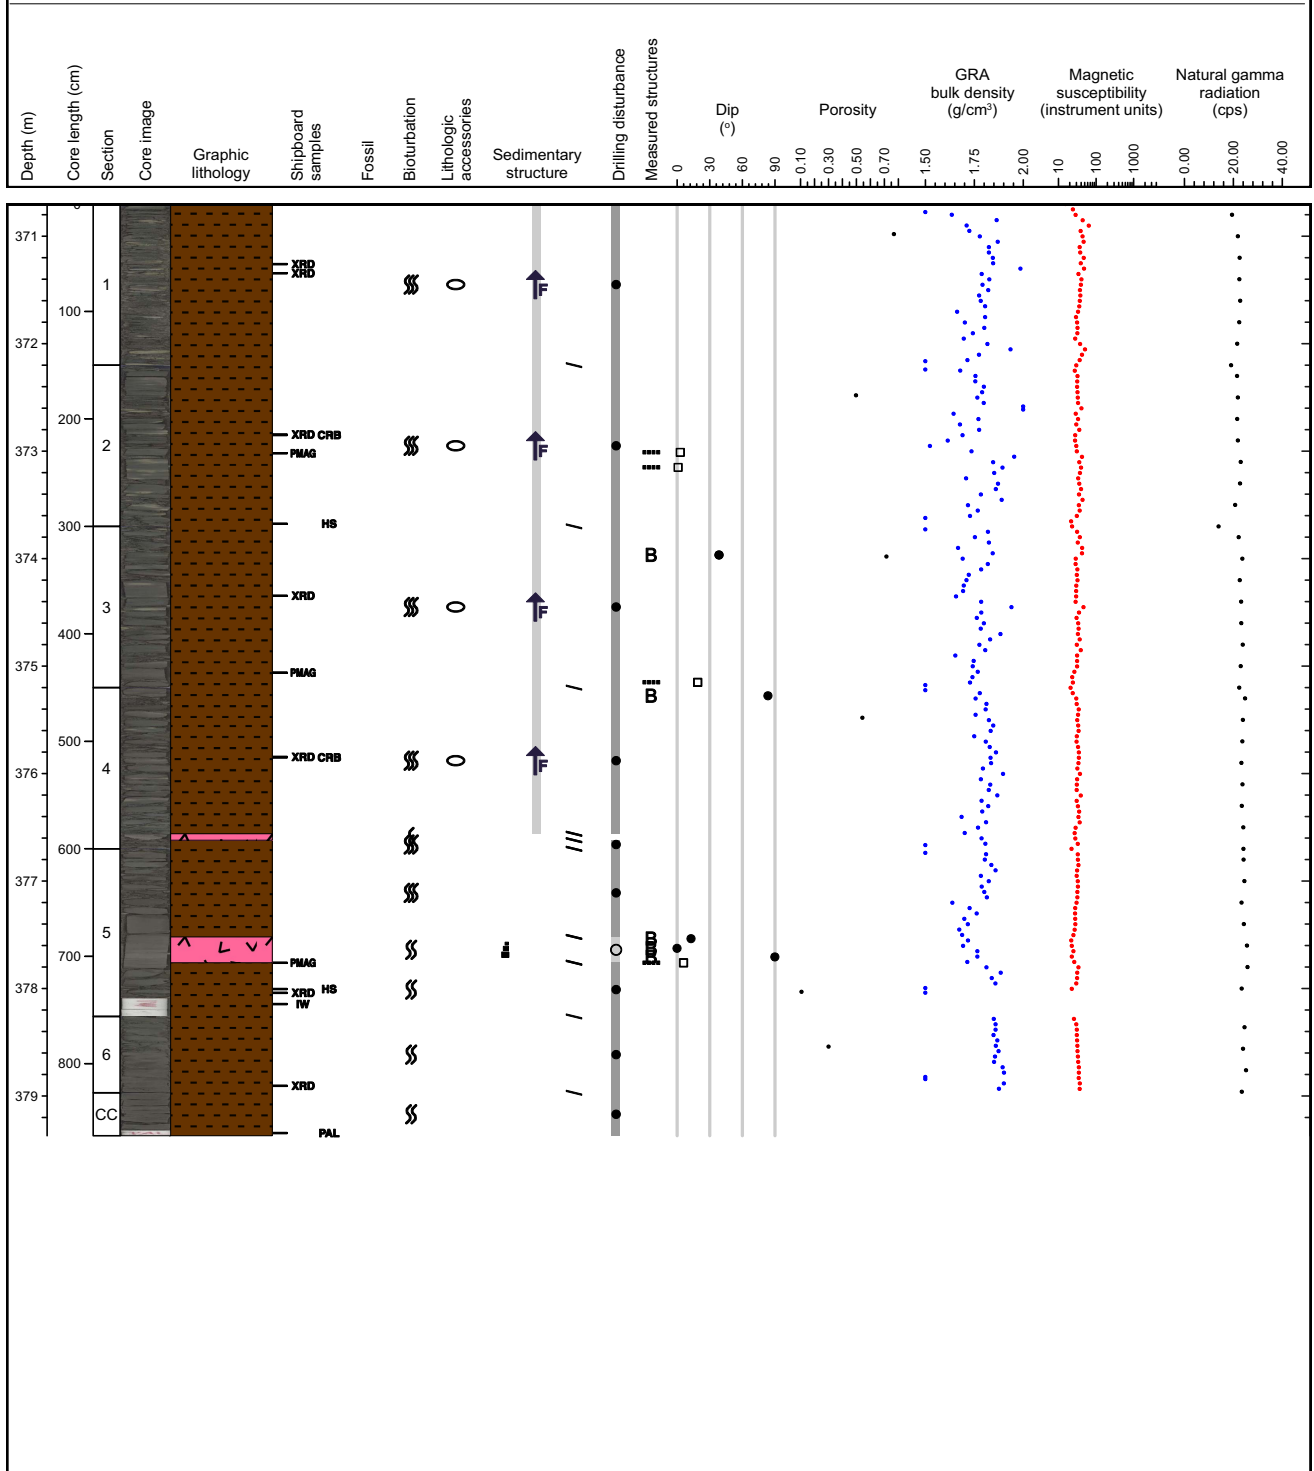 Depth (m)
Core length (cm)
Section
Core image
Graphic
lithology
Shipboard
samples
Fossil
Bioturbation
Lithologic
accessories
Sedimentary
structure
Drilling disturbance
Measured structures
Dip
(°)
0 30 60 90
Porosity
0.10 0.30 0.50 0.70
GRA
bulk density
(g/cm³)
1.50 1.75 2.00
Magnetic
susceptibility
(instrument units)
10 100 1000
Natural gamma
radiation
(cps)
0.00 20.00 40.00
371
XRD
XRD
1
F
100
372
200
XRD CRB
2
F
373
PMAG
HS
300
374
B
XRD
3
F
400
375
PMAG
B
500
XRD CRB
4
F
376
600
377
5
B
B
B
700
PMAG
378
HS
XRD
IW
6
800
XRD
379
CC
PAL